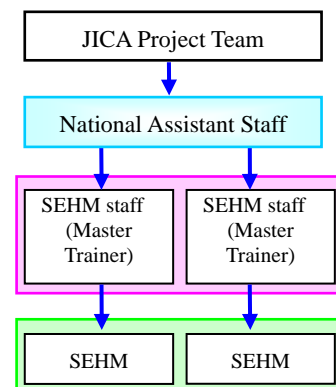 JICA Project Team
National Assistant Staff
SEHM staff
(Master
Trainer)
SEHM staff
(Master
Trainer)
SEHM
SEHM